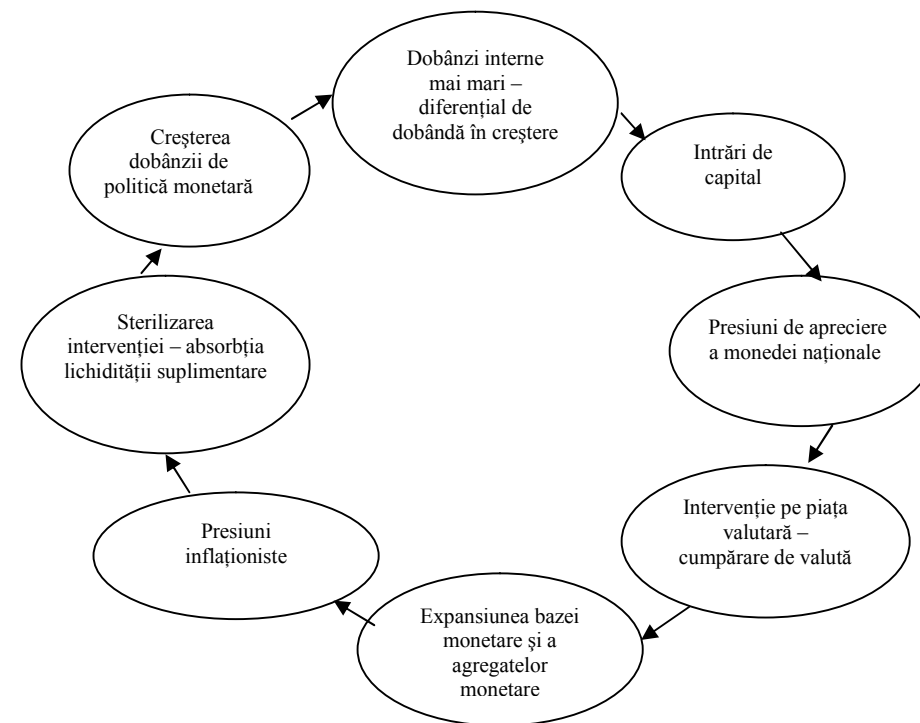 Dobânzi interne
mai mari –
diferențial de
dobândă în creștere
Intrări de
capital
Presiuni de apreciere
a monedei naționale
Intervenție pe piața
valutară –
cumpărare de valută
Expansiunea bazei
monetare şi a
agregatelor
monetare
Presiuni
inflaționiste
Sterilizarea
intervenției – absorbția
lichidității suplimentare
Creşterea
dobânzii de
politică monetară